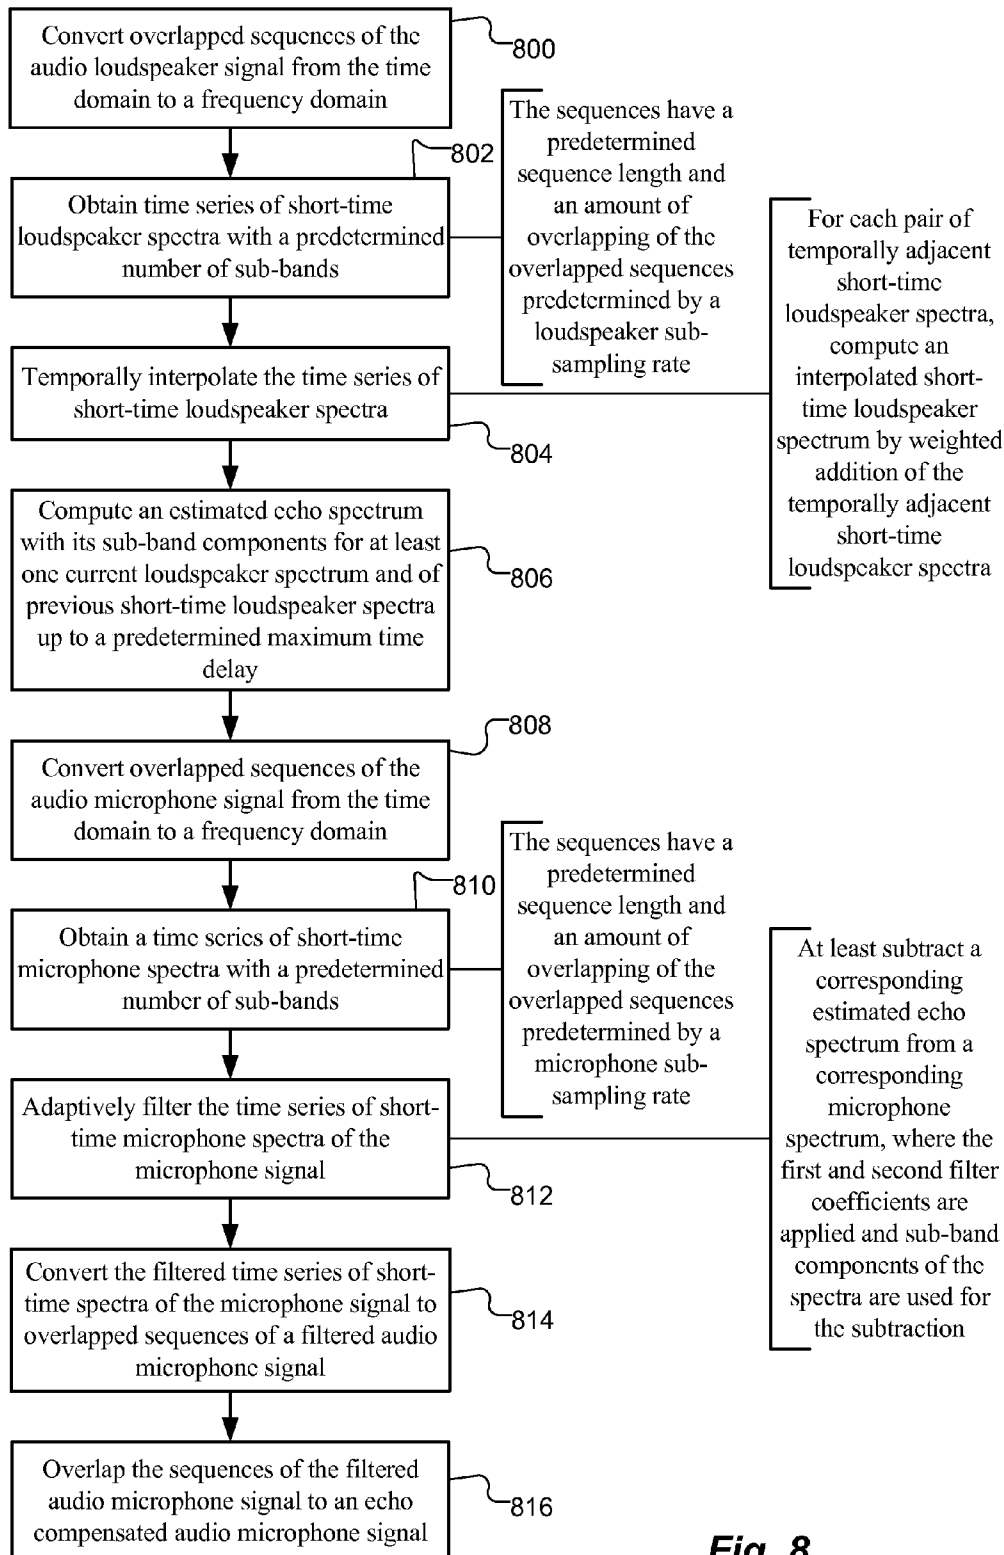 Convert overlapped sequences of the
audio loudspeaker signal from the time
domain to a frequency domain
800
802
Obtain time series of short-time
loudspeaker spectra with a predetermined
number of sub-bands
The sequences have a
predetermined
sequence length and
an amount of
overlapping of the
overlapped sequences
predetermined by a
loudspeaker sub-
sampling rate
Temporally interpolate the time series of
short-time loudspeaker spectra
804
For each pair of
temporally adjacent
short-time
loudspeaker spectra,
compute an
interpolated short-
time loudspeaker
spectrum by weighted
addition of the
temporally adjacent
short-time
loudspeaker spectra
Compute an estimated echo spectrum
with its sub-band components for at least
one current loudspeaker spectrum and of
previous short-time loudspeaker spectra
up to a predetermined maximum time
delay
806
808
Convert overlapped sequences of the
audio microphone signal from the time
domain to a frequency domain
810
Obtain a time series of short-time
microphone spectra with a predetermined
number of sub-bands
The sequences have a
predetermined
sequence length and
an amount of
overlapping of the
overlapped sequences
predetermined by a
microphone sub-
sampling rate
Adaptively filter the time series of short-
time microphone spectra of the
microphone signal
812
At least subtract a
corresponding
estimated echo
spectrum from a
corresponding
microphone
spectrum, where the
first and second filter
coefficients are
applied and sub-band
components of the
spectra are used for
the subtraction
Convert the filtered time series of short-
time spectra of the microphone signal to
overlapped sequences of a filtered audio
microphone signal
814
Overlap the sequences of the filtered
audio microphone signal to an echo
compensated audio microphone signal
816
Fig. 8